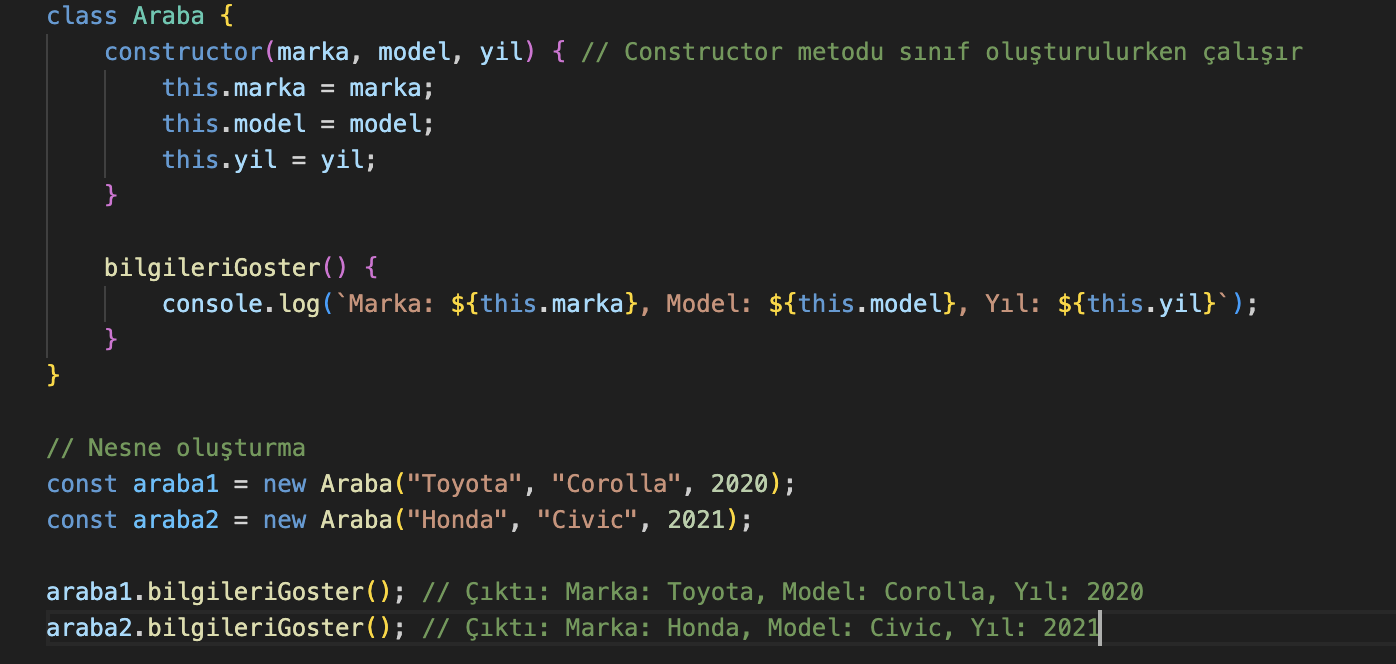 class Araba {
    constructor(marka, model, yil) { // Constructor metodu sınıf oluşturulurken çalışır
        this.marka = marka;
        this.model = model;
        this.yil = yil;
    }

    bilgileriGoster() {
        console.log(`Marka: ${this.marka}, Model: ${this.model}, Yıl: ${this.yil}`);
    }
}

// Nesne oluşturma
const araba1 = new Araba("Toyota", "Corolla", 2020);
const araba2 = new Araba("Honda", "Civic", 2021);

araba1.bilgileriGoster(); // Çıktı: Marka: Toyota, Model: Corolla, Yıl: 2020
araba2.bilgileriGoster(); // Çıktı: Marka: Honda, Model: Civic, Yıl: 2021